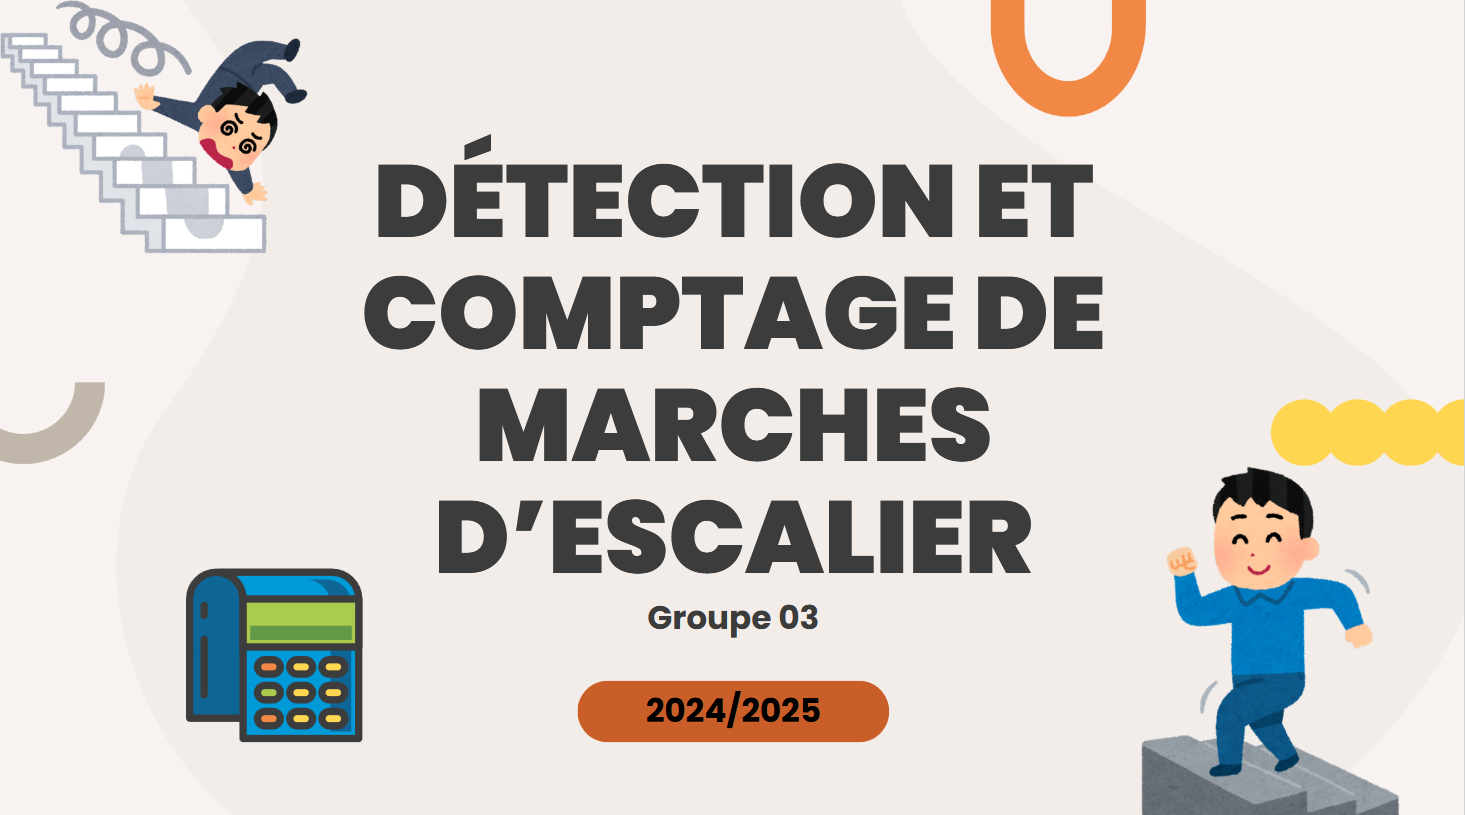 DÉTECTION ET
COMPTAGE DE
MARCHES
D’ESCALIER
Groupe 03
2024/2025